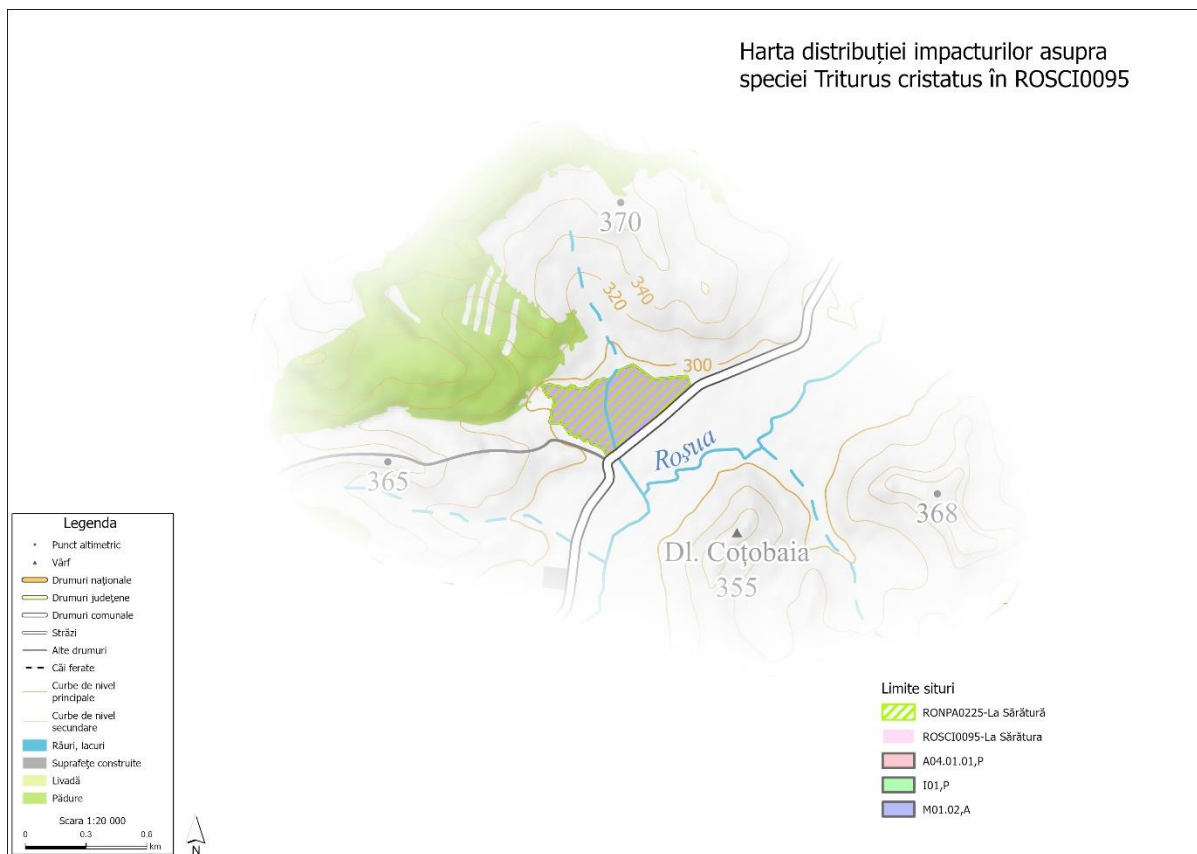 Harta distribuției impacturilor asupra
speciei Triturus cristatus în ROSCI0095
370
340
320
300
Roșua
365
368
Dl. Coțobaia
355
Legenda
Punct altimetric
Vârf
Drumuri naționale
Drumuri județene
Drumuri comunale
Străzi
Alte drumuri
Căi ferate
Curbe de nivel
principale
Curbe de nivel
secundare
Râuri, lacuri
Suprafețe construite
Livadă
Pădure
Scara 1:20 000
0 0.3 0.6
km
N
Limite situri
RONPA0225-La Sărătură
ROSCI0095-La Sărătura
A04.01.01,P
I01,P
M01.02,A